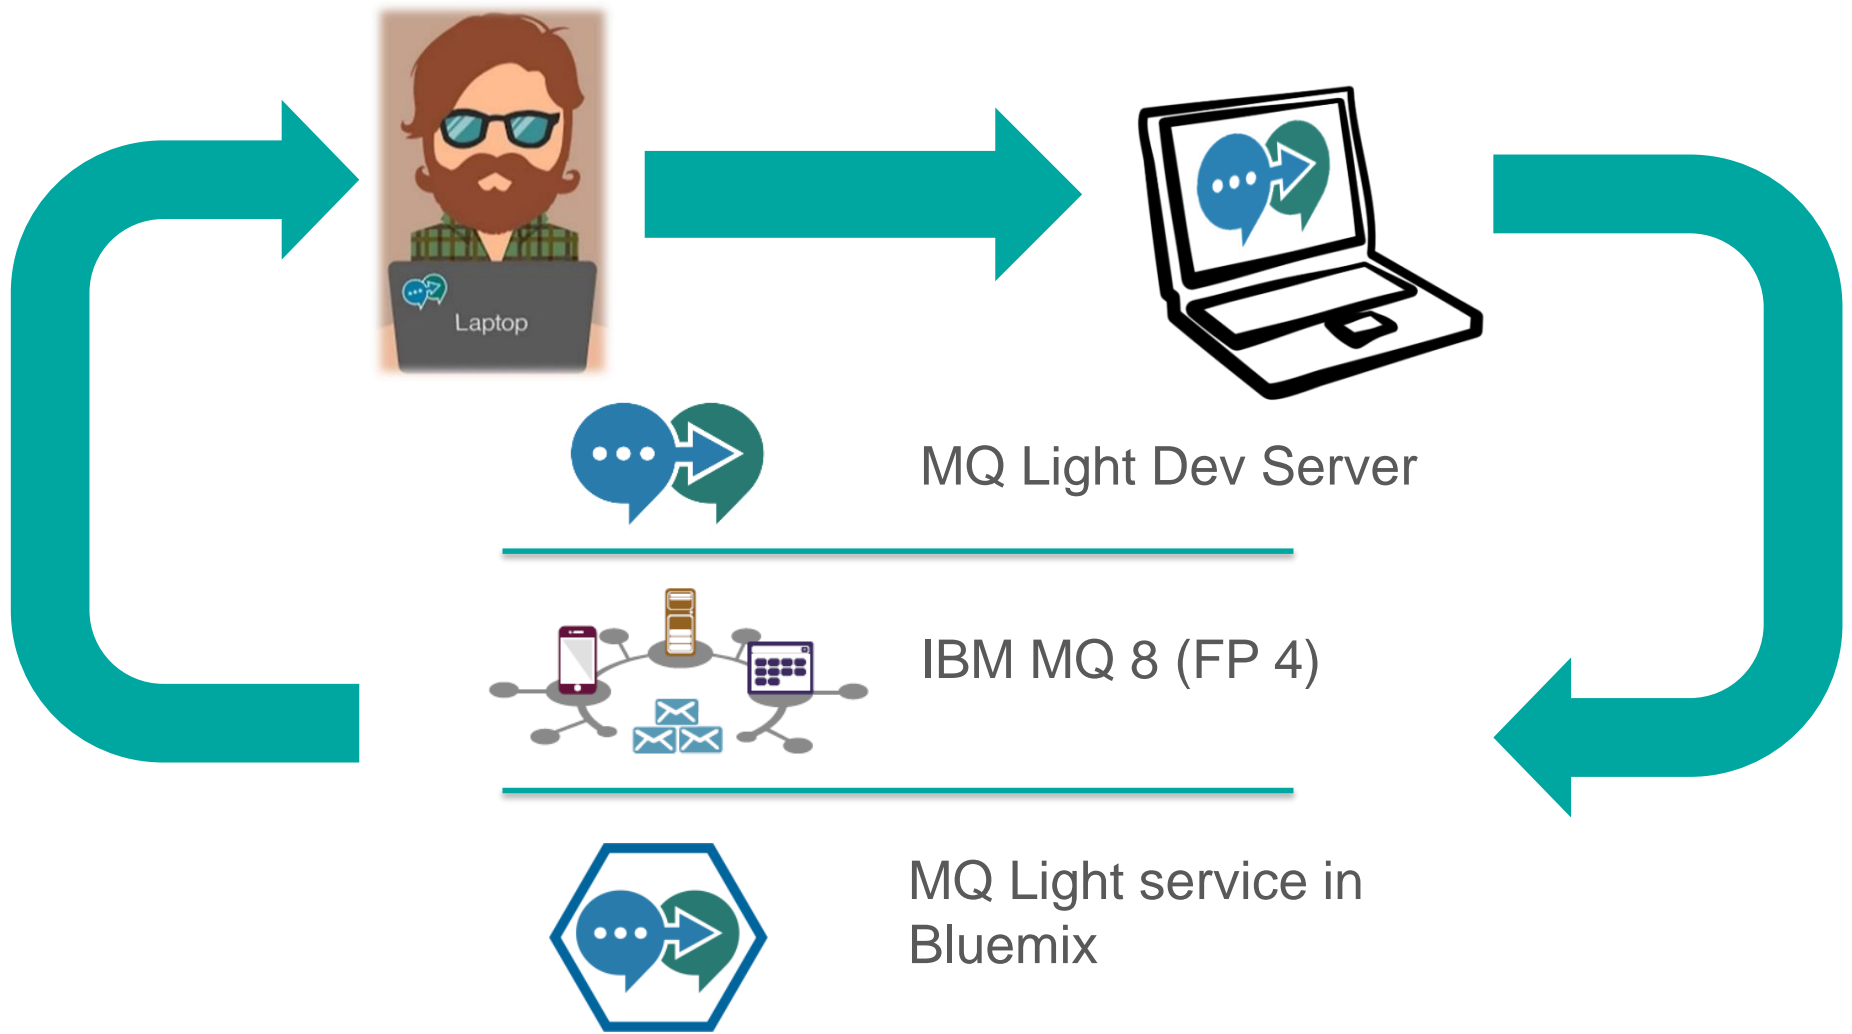 Laptop
MQ Light Dev Server
IBM MQ 8 (FP 4)
MQ Light service in
Bluemix